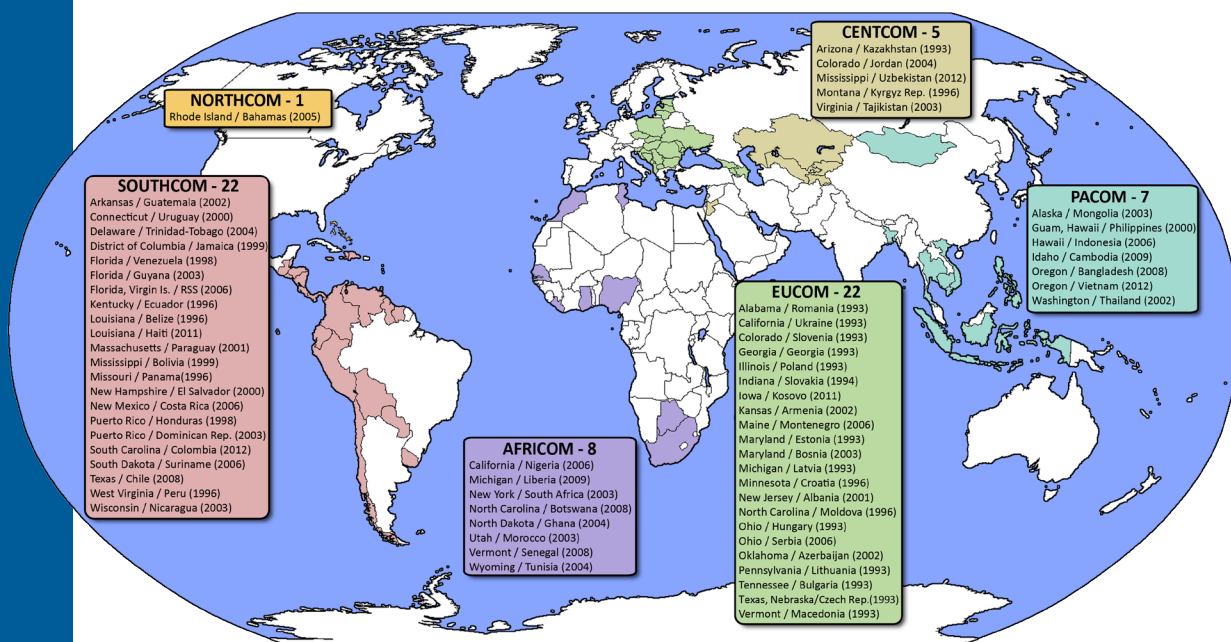 NORTHCOM - 1
Rhode Island / Bahamas (2005)
SOUTHCOM - 22
Arkansas / Guatemala (2002)
Connecticut / Uruguay (2000)
Delaware / Trinidad-Tobago (2004)
District of Columbia / Jamaica (1999)
Florida / Venezuela (1998)
Florida / Guyana (2003)
Florida, Virgin Is. / RSS (2006)
Kentucky / Ecuador (1996)
Louisiana / Belize (1996)
Louisiana / Haiti (2011)
Massachusetts / Paraguay (2001)
Mississippi / Bolivia (1999)
Missouri / Panama(1996)
New Hampshire / El Salvador (2000)
New Mexico / Costa Rica (2006)
Puerto Rico / Honduras (1998)
Puerto Rico / Dominican Rep. (2003)
South Carolina / Colombia (2012)
South Dakota / Suriname (2006)
Texas / Chile (2008)
West Virginia / Peru (1996)
Wisconsin / Nicaragua (2003)
AFRICOM - 8
California / Nigeria (2006)
Michigan / Liberia (2009)
New York / South Africa (2003)
North Carolina / Botswana (2008)
North Dakota / Ghana (2004)
Utah / Morocco (2003)
Vermont / Senegal (2008)
Wyoming / Tunisia (2004)
CENTCOM - 5
Arizona / Kazakhstan (1993)
Colorado / Jordan (2004)
Mississippi / Uzbekistan (2012)
Montana / Kyrgyz Rep. (1996)
Virginia / Tajikistan (2003)
EUCOM - 22
Alabama / Romania (1993)
California / Ukraine (1993)
Colorado / Slovenia (1993)
Georgia / Georgia (1993)
Illinois / Poland (1993)
Indiana / Slovakia (1994)
Iowa / Kosovo (2011)
Kansas / Armenia (2002)
Maine / Montenegro (2006)
Maryland / Estonia (1993)
Maryland / Bosnia (2003)
Michigan / Latvia (1993)
Minnesota / Croatia (1996)
New Jersey / Albania (2001)
North Carolina / Moldova (1996)
Ohio / Hungary (1993)
Ohio / Serbia (2006)
Oklahoma / Azerbaijan (2002)
Pennsylvania / Lithuania (1993)
Tennessee / Bulgaria (1993)
Texas, Nebraska/Czech Rep.(1993)
Vermont / Macedonia (1993)
PACOM - 7
Alaska / Mongolia (2003)
Guam, Hawaii / Philippines (2000)
Hawaii / Indonesia (2006)
Idaho / Cambodia (2009)
Oregon / Bangladesh (2008)
Oregon / Vietnam (2012)
Washington / Thailand (2002)